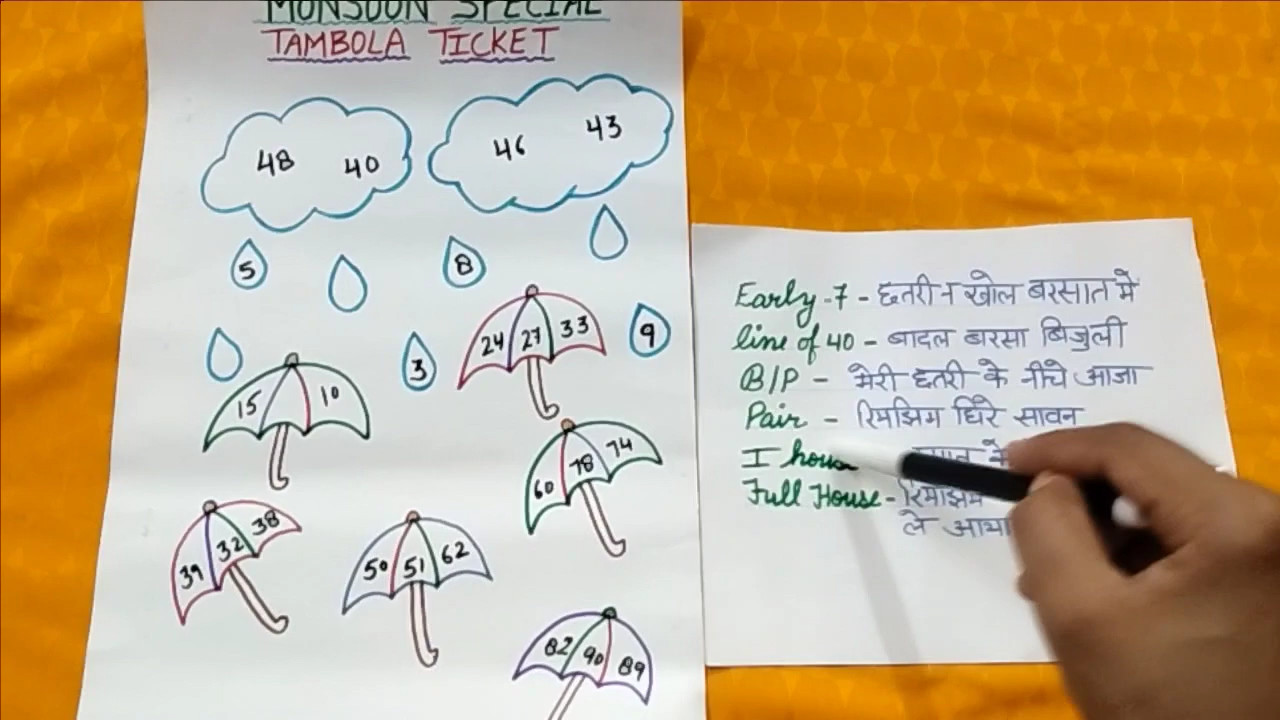 MONSOON SPECIAL
TAMBOLA TICKET
48 40
46 43
5
8
3
9
24 27 33
15 10
60 78 74
39 32 38
50 51 62
82 90 89
Early-7 - छतरी न खोल बरसात में
line of 40 - बादल बरसा बिजुली
B/P - मेरी छतरी के नीचे आजा
Pair - रिमझिम घिरे सावन
I house
Full House - रिमझिम
ले आया